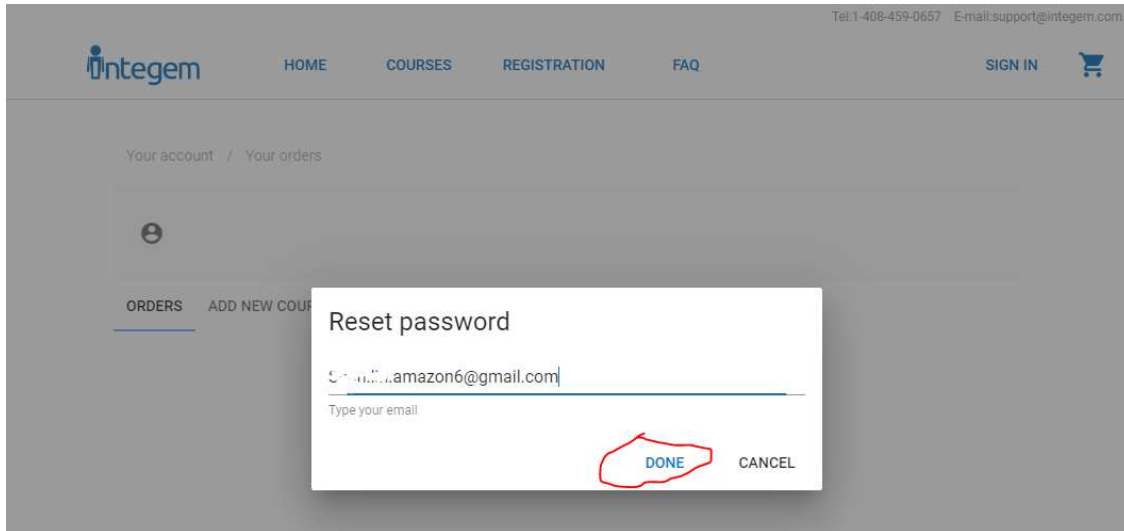 Tel:1-408-459-0657 E-mail:support@integem.com
integem HOME COURSES REGISTRATION FAQ SIGN IN
Your account / Your orders
ORDERS ADD NEW COUR
Reset password
.amazon6@gmail.com
Type your email
DONE CANCEL